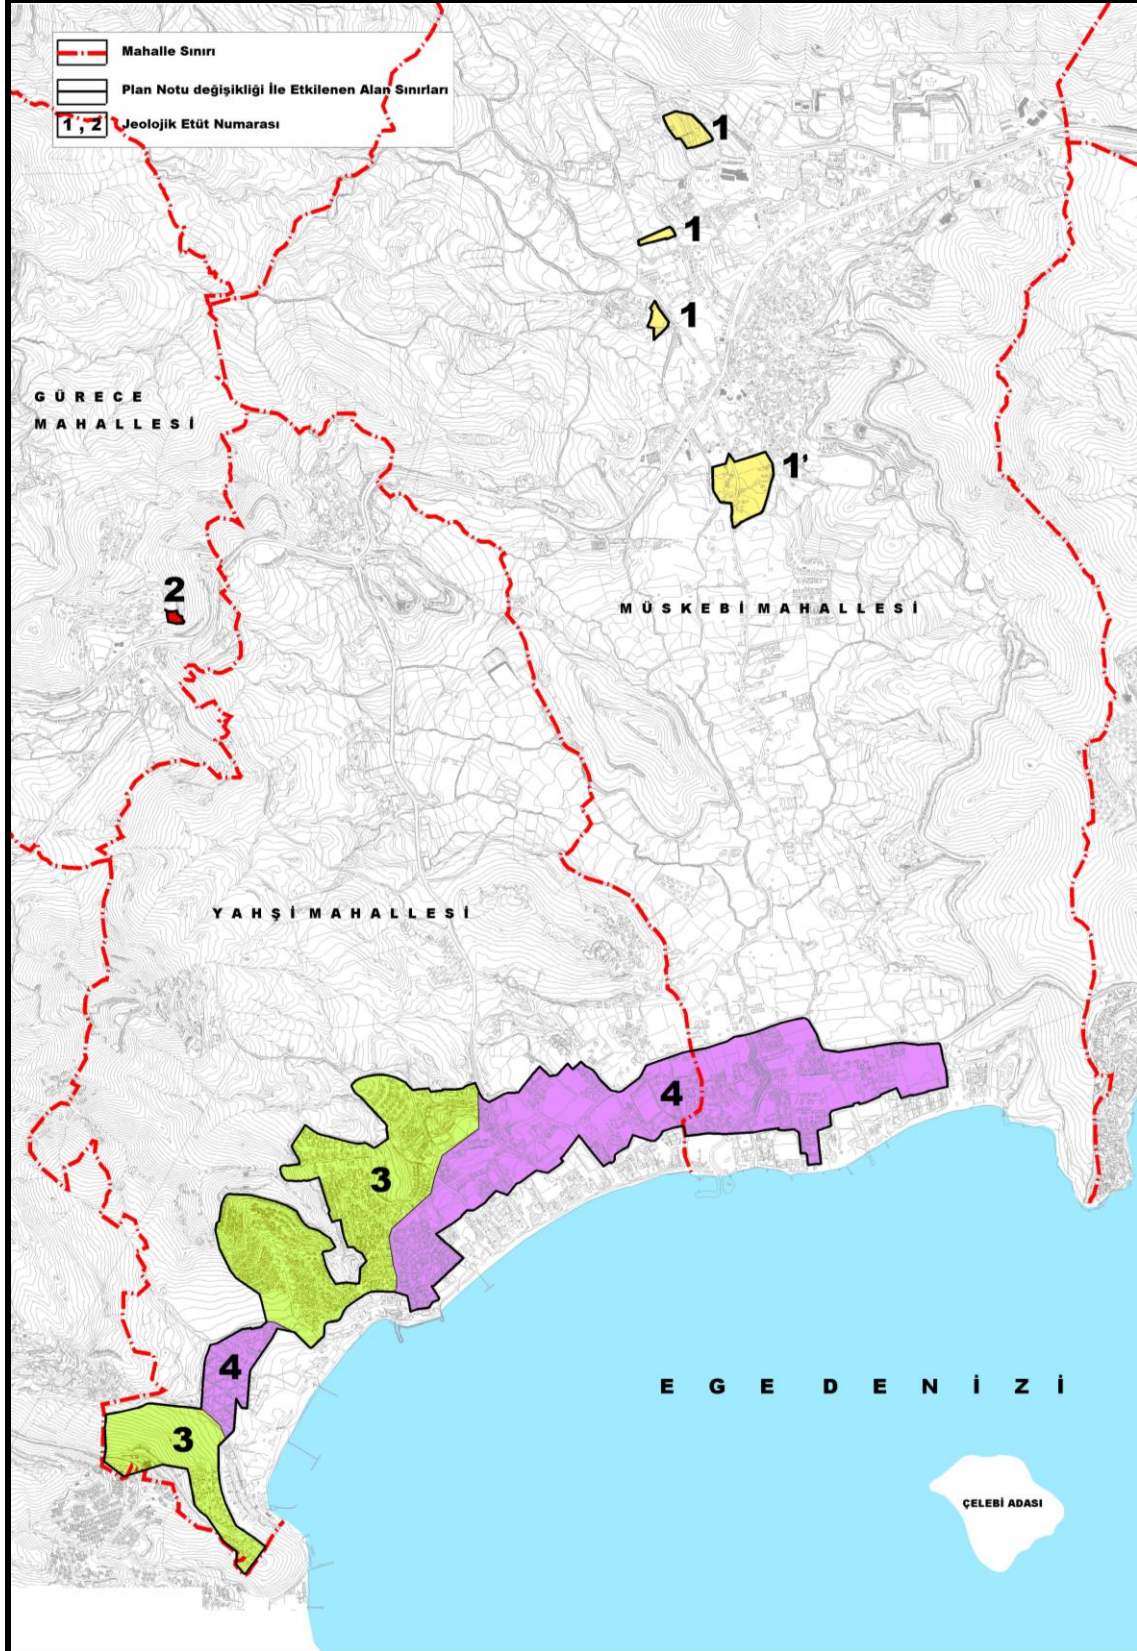 Mahalle Sınırı
Plan Notu değişikliği İle Etkilenen Alan Sınırları
1 , 2 Jeolojik Etüt Numarası
1
1
1
GÜRECE
MAHALLESİ
1'
2
MÜSKEBİ MAHALLESİ
YAHŞİ MAHALLESİ
4
3
4
EGE DENİZİ
3
ÇELEBİ ADASI